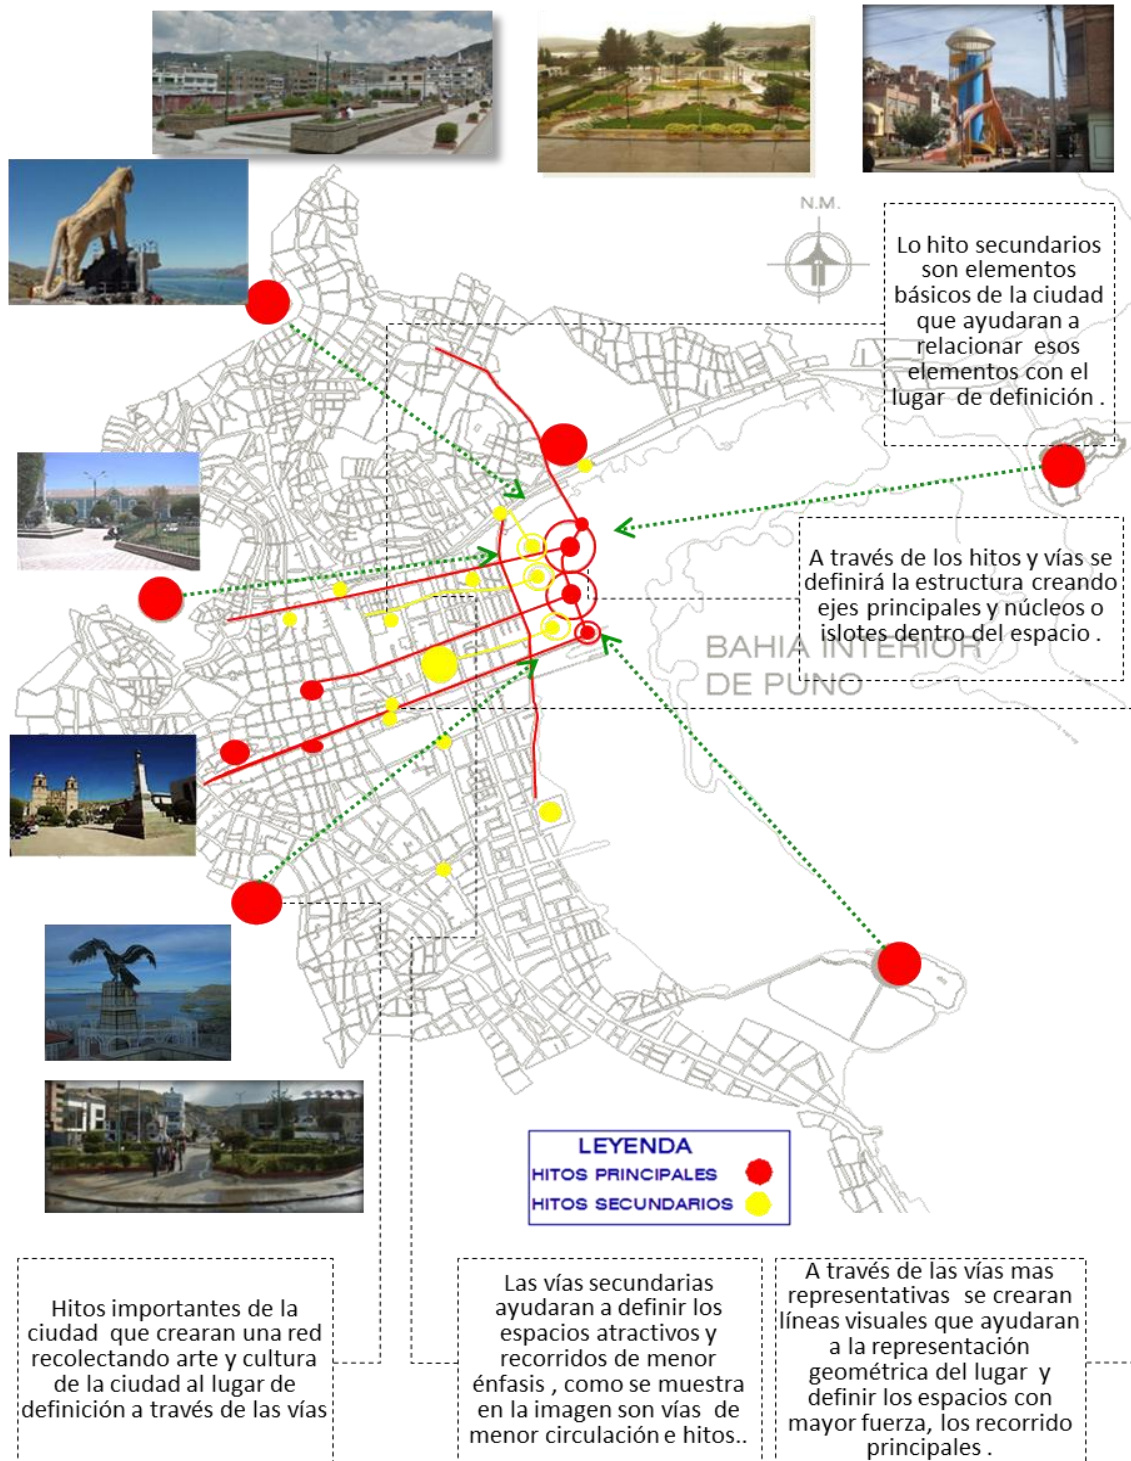 N.M.
Lo hito secundarios
son elementos
básicos de la ciudad
que ayudaran a
relacionar esos
elementos con el
lugar de definición .
A través de los hitos y vías se
definirá la estructura creando
ejes principales y núcleos o
islotes dentro del espacio .
BAHIA INTERIOR
DE PUNO
LEYENDA
HITOS PRINCIPALES
HITOS SECUNDARIOS
Hitos importantes de la
ciudad que crearan una red
recolectando arte y cultura
de la ciudad al lugar de
definición a través de las vías
Las vías secundarias
ayudaran a definir los
espacios atractivos y
recorridos de menor
énfasis , como se muestra
en la imagen son vías de
menor circulación e hitos..
A través de las vías mas
representativas se crearan
líneas visuales que ayudaran
a la representación
geométrica del lugar y
definir los espacios con
mayor fuerza, los recorrido
principales .